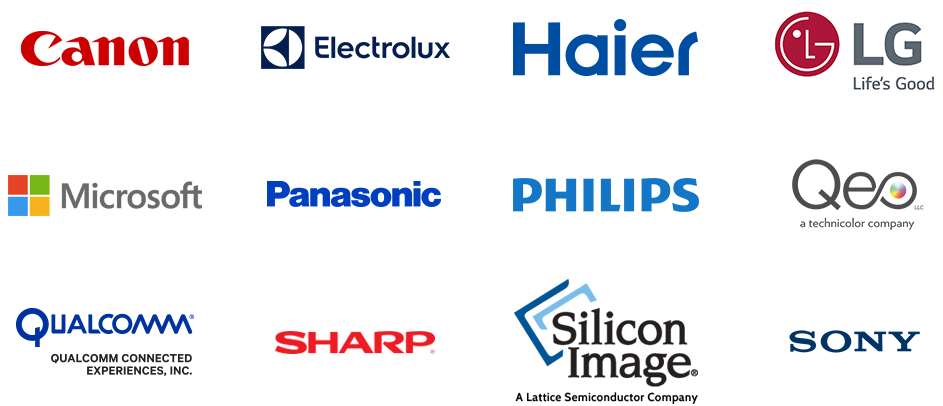 Canon
Electrolux
Haier
LG
Life's Good
Microsoft
Panasonic
PHILIPS
Qeo LLC
a technicolor company
QUALCOMM®
QUALCOMM CONNECTED
EXPERIENCES, INC.
SHARP®
Silicon
Image®
A Lattice Semiconductor Company
SONY